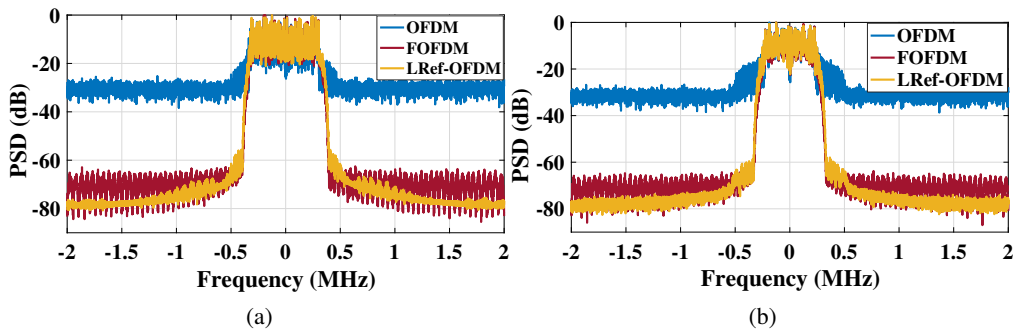 PSD (dB)
0
-20
-40
-60
-80
OFDM
FOFDM
LRef-OFDM
-2 -1.5 -1 -0.5 0 0.5 1 1.5 2
Frequency (MHz)
(a)
PSD (dB)
0
-20
-40
-60
-80
OFDM
FOFDM
LRef-OFDM
-2 -1.5 -1 -0.5 0 0.5 1 1.5 2
Frequency (MHz)
(b)